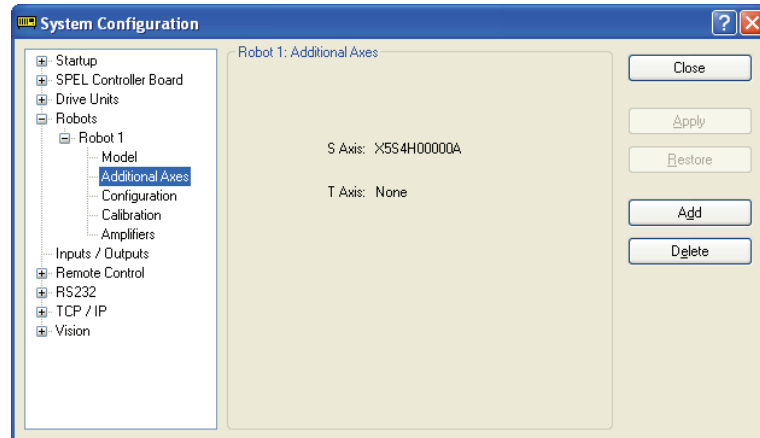 System Configuration
Startup
SPEL Controller Board
Drive Units
Robots
Robot 1
Model
Additional Axes
Configuration
Calibration
Amplifiers
Inputs / Outputs
Remote Control
RS232
TCP / IP
Vision
Robot 1: Additional Axes
S Axis: X5S4H00000A
T Axis: None
Close
Apply
Restore
Add
Delete